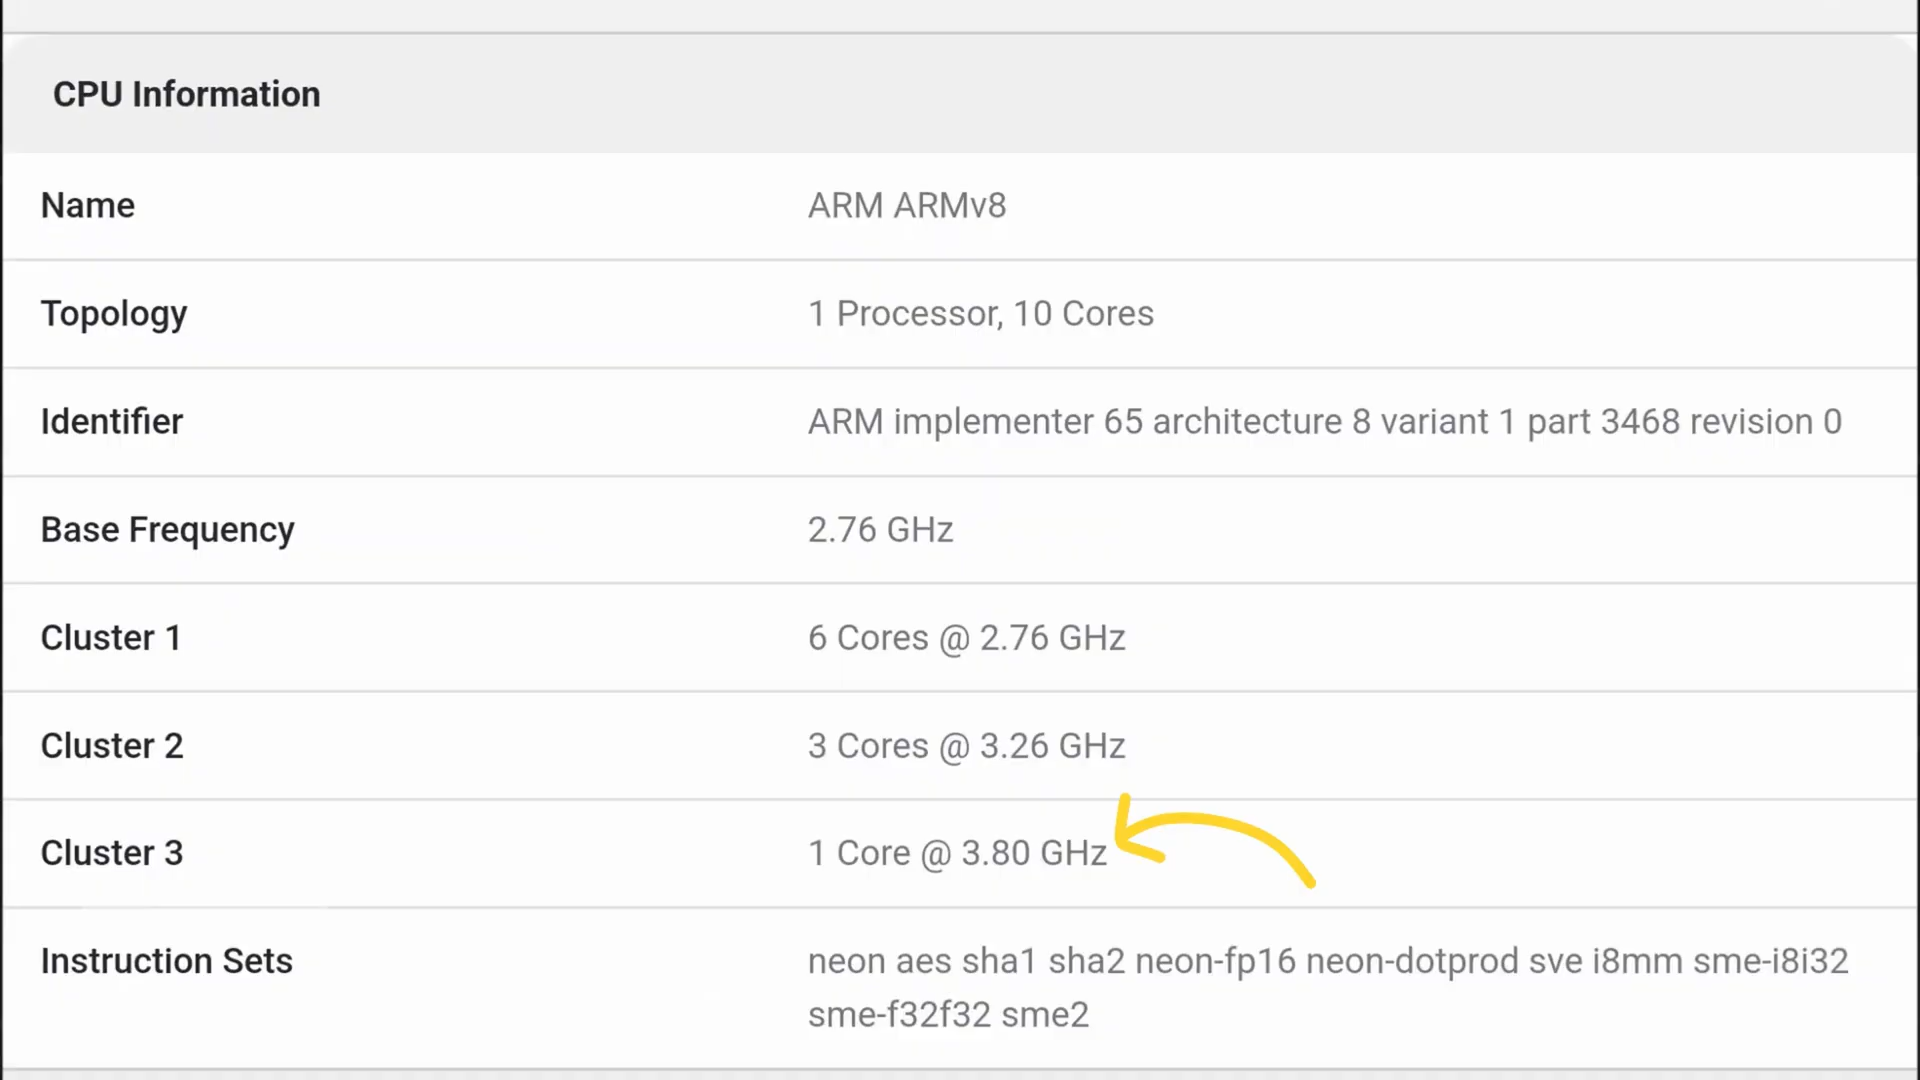 CPU Information
Name ARM ARMv8
Topology 1 Processor, 10 Cores
Identifier ARM implementer 65 architecture 8 variant 1 part 3468 revision 0
Base Frequency 2.76 GHz
Cluster 1 6 Cores @ 2.76 GHz
Cluster 2 3 Cores @ 3.26 GHz
Cluster 3 1 Core @ 3.80 GHz
Instruction Sets neon aes sha1 sha2 neon-fp16 neon-dotprod sve i8mm sme-i8i32
sme-f32f32 sme2